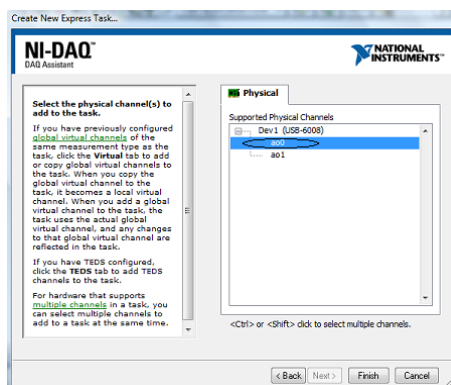 Create New Express Task...
NI-DAQ™
DAQ Assistant
NATIONAL
INSTRUMENTS™
Select the physical channel(s) to
add to the task.
If you have previously configured
global virtual channels of the
same measurement type as the
task, click the Virtual tab to add
or copy global virtual channels to
the task. When you copy the
global virtual channel to the
task, it becomes a local virtual
channel. When you add a global
virtual channel to the task, the
task uses the actual global
virtual channel, and any changes
to that global virtual channel are
reflected in the task.
If you have TEDS configured,
click the TEDS tab to add TEDS
channels to the task.
For hardware that supports
multiple channels in a task, you
can select multiple channels to
add to a task at the same time.
Physical
Supported Physical Channels
Dev1 (USB-6008)
ao0
ao1
<Ctrl> or <Shift> click to select multiple channels.
< Back
Next >
Finish
Cancel